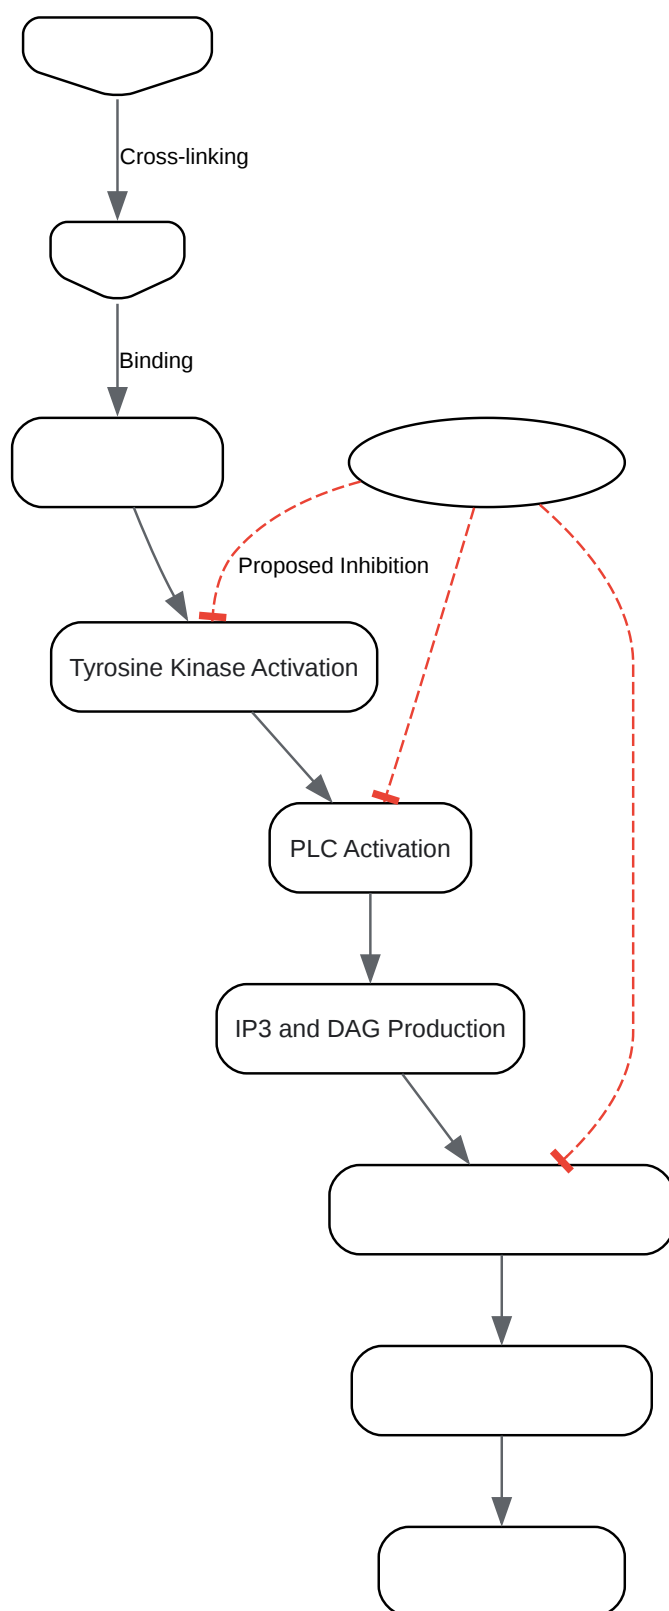 Cross-linking
Binding
Proposed Inhibition
Tyrosine Kinase Activation
PLC Activation
IP3 and DAG Production